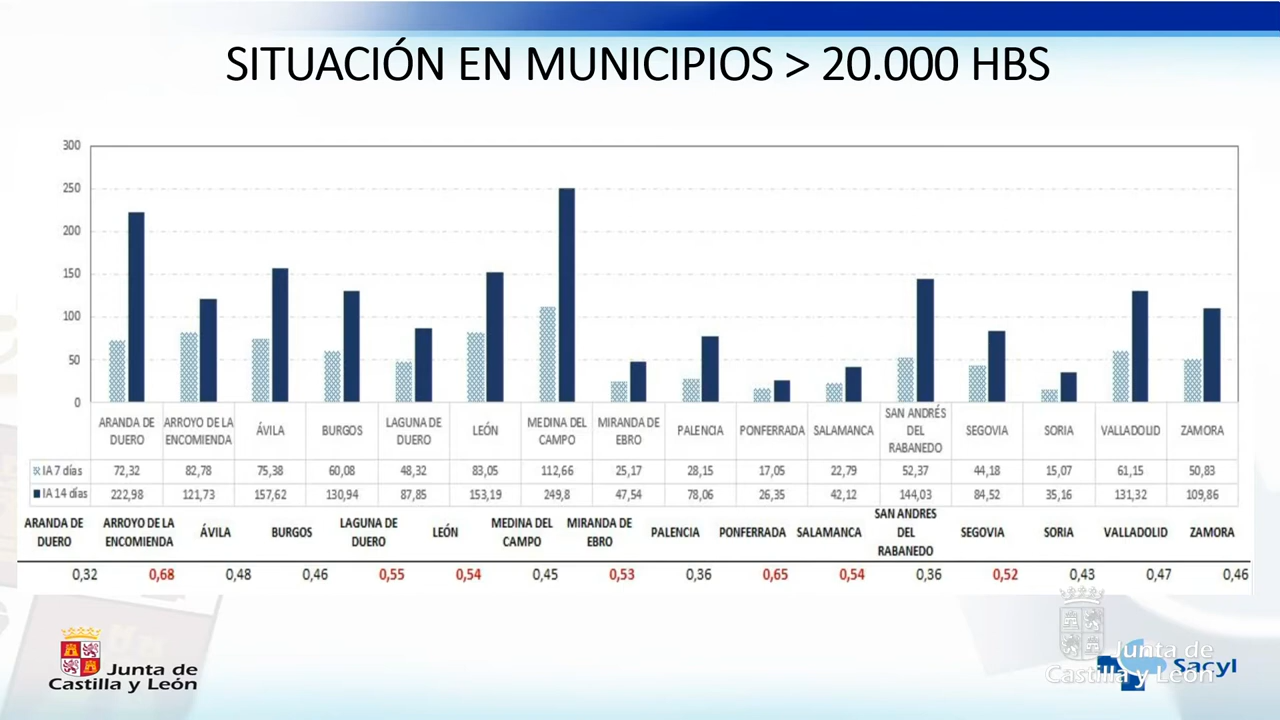 SITUACIÓN EN MUNICIPIOS > 20.000 HBS
300
250
200
150
100
50
0
ARANDA DE DUERO ARROYO DE LA ENCOMIENDA ÁVILA BURGOS LAGUNA DE DUERO LEÓN MEDINA DEL CAMPO MIRANDA DE EBRO PALENCIA PONFERRADA SALAMANCA SAN ANDRÉS DEL RABANEDO SEGOVIA SORIA VALLADOLID ZAMORA
IA 7 días 72,32 82,78 75,38 60,08 48,32 83,05 112,66 25,17 28,15 17,05 22,79 52,37 44,18 15,07 61,15 50,83
IA 14 días 222,98 121,73 157,62 130,94 87,85 153,19 249,8 47,54 78,06 26,35 42,12 144,03 84,52 35,16 131,32 109,86
ARANDA DE DUERO ARROYO DE LA ENCOMIENDA ÁVILA BURGOS LAGUNA DE DUERO LEÓN MEDINA DEL CAMPO MIRANDA DE EBRO PALENCIA PONFERRADA SALAMANCA SAN ANDRES DEL RABANEDO SEGOVIA SORIA VALLADOLID ZAMORA
0,32 0,68 0,48 0,46 0,55 0,54 0,45 0,53 0,36 0,65 0,54 0,36 0,52 0,43 0,47 0,46
Junta de
Castilla y León
Junta de
Castilla y León
Sacyl